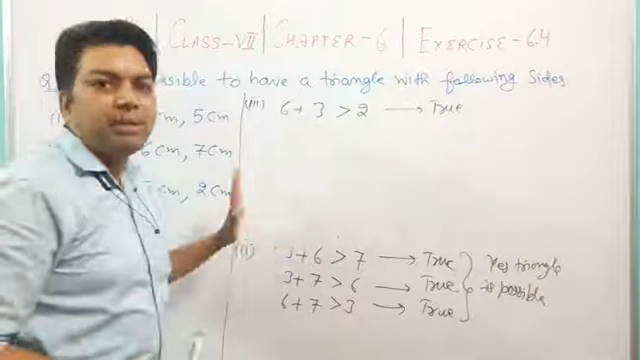 | CLASS-VII | CHAPTER-6 | EXERCISE-6.4
to have a triangle with following sides
cm, 5cm
6cm, 7cm
cm, 2cm
(iii) 6+3 > 2 → True
3+6 > 7 → True
3+7 > 6 → True
6+7 > 3 → True
Yes triangle
is possible